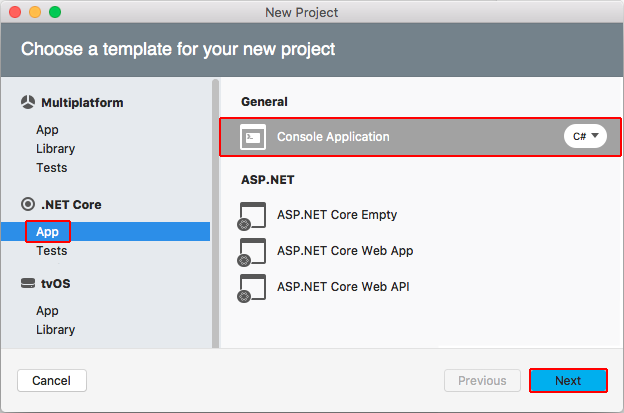 New Project
Choose a template for your new project
Multiplatform
App
Library
Tests
.NET Core
App
Tests
tvOS
App
Library
General
Console Application
C#
ASP.NET
ASP.NET Core Empty
ASP.NET Core Web App
ASP.NET Core Web API
Cancel
Previous
Next